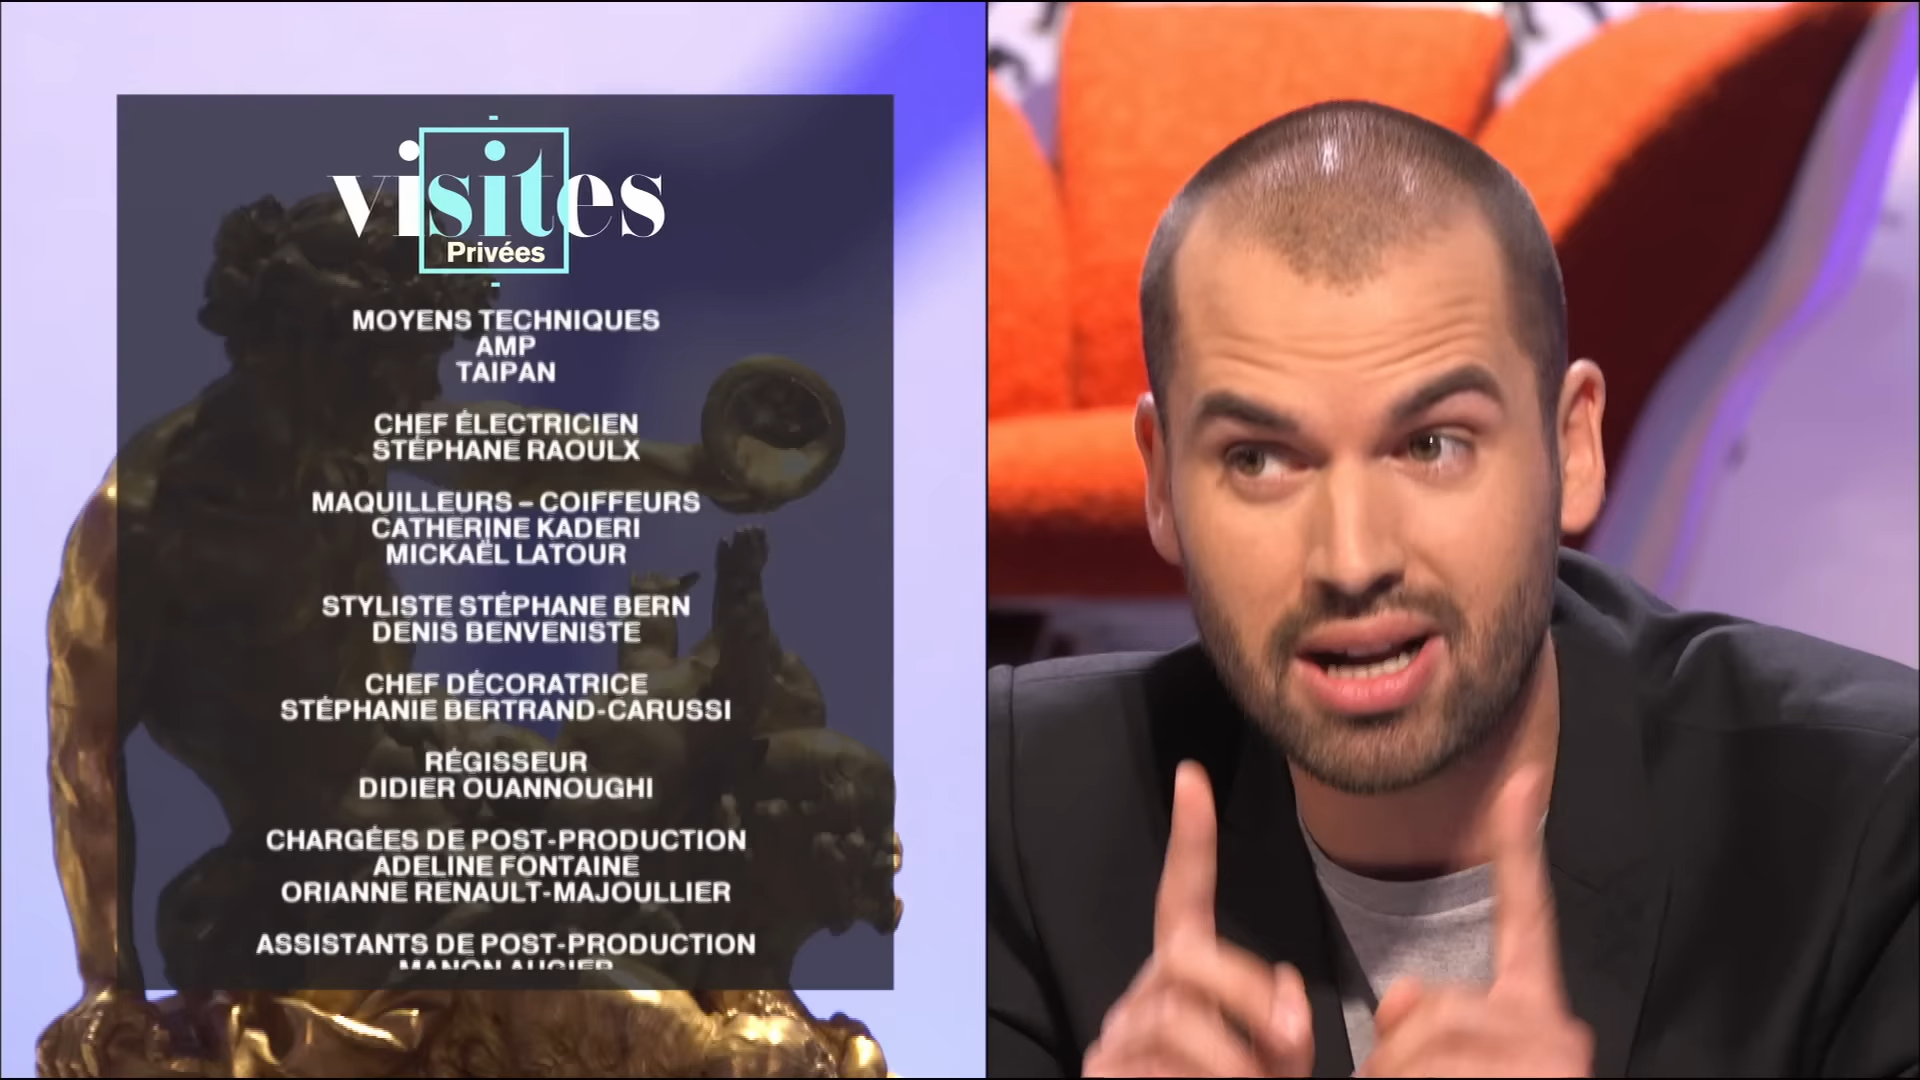 visites
Privées
MOYENS TECHNIQUES
AMP
TAIPAN
CHEF ÉLECTRICIEN
STÉPHANE RAOULX
MAQUILLEURS – COIFFEURS
CATHERINE KADERI
MICKAËL LATOUR
STYLISTE STÉPHANE BERN
DENIS BENVENISTE
CHEF DÉCORATRICE
STÉPHANIE BERTRAND-CARUSSI
RÉGISSEUR
DIDIER OUANNOUGHI
CHARGÉES DE POST-PRODUCTION
ADELINE FONTAINE
ORIANNE RENAULT-MAJOULLIER
ASSISTANTS DE POST-PRODUCTION
MANON AUGIER